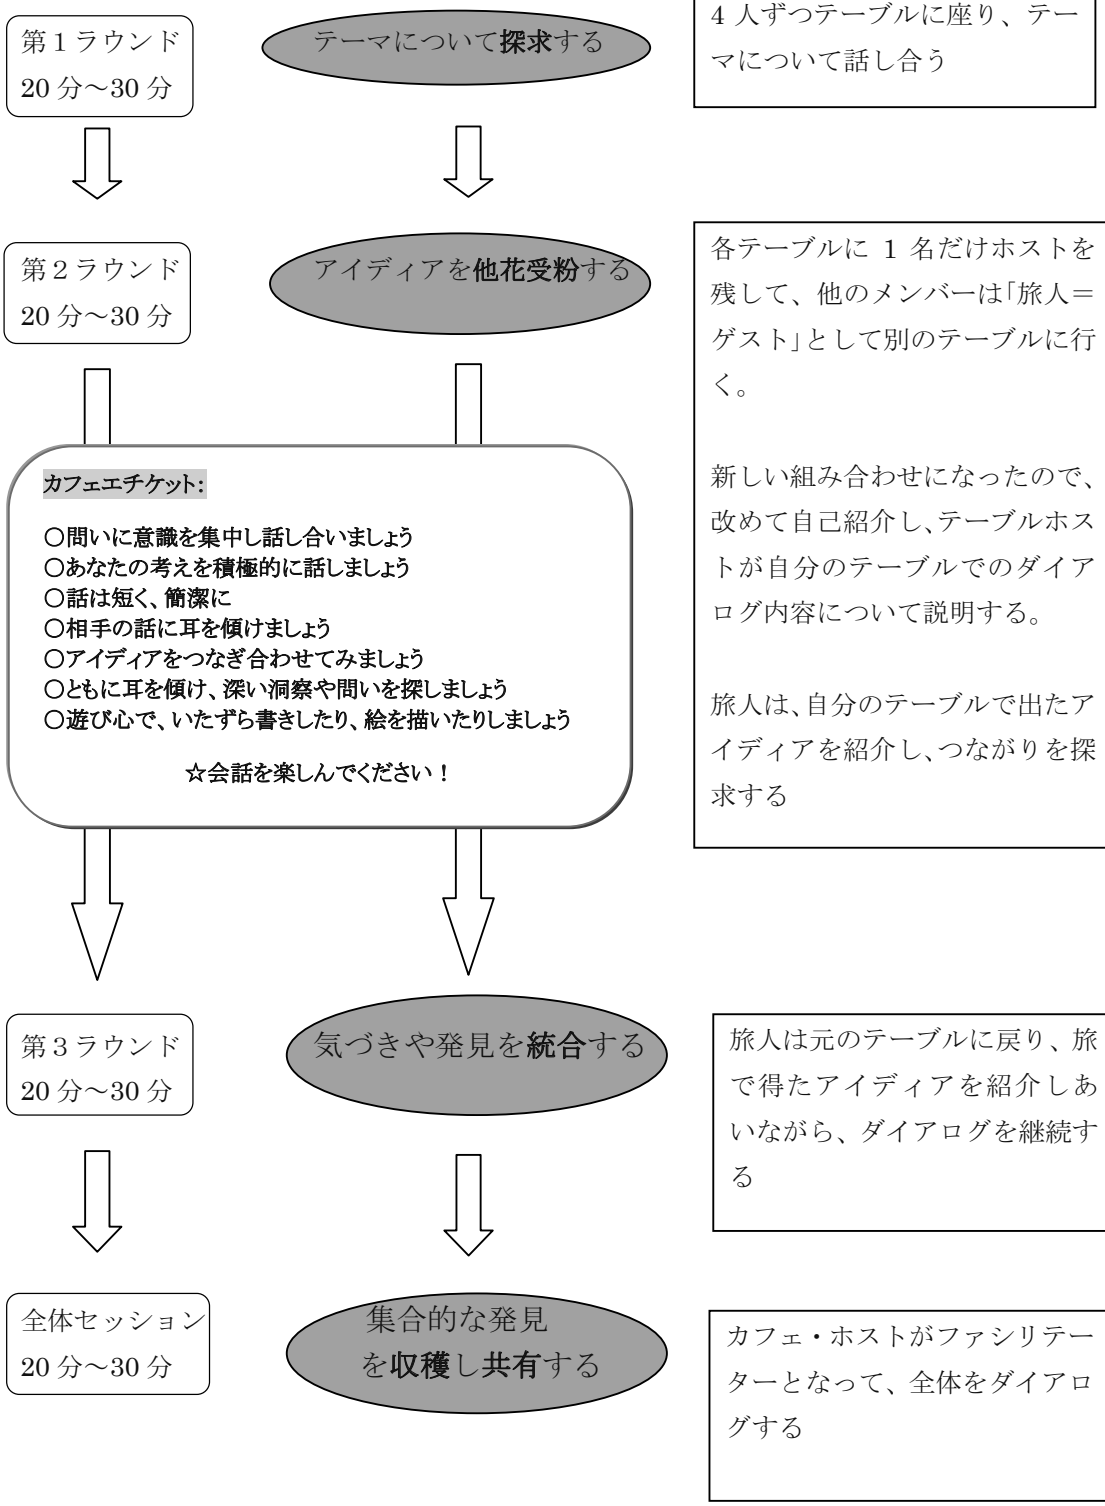 第１ラウンド
20 分～30 分
テーマについて探求する
4 人ずつテーブルに座り、テー
マについて話し合う
第２ラウンド
20 分～30 分
アイディアを他花受粉する
各テーブルに 1 名だけホストを
残して、他のメンバーは「旅人＝
ゲスト」として別のテーブルに行
く。
新しい組み合わせになったので、
改めて自己紹介し、テーブルホス
トが自分のテーブルでのダイア
ログ内容について説明する。
旅人は、自分のテーブルで出たア
イディアを紹介し、つながりを探
求する
カフェエチケット：
○問いに意識を集中し話し合いましょう
○あなたの考えを積極的に話しましょう
○話は短く、簡潔に
○相手の話に耳を傾けましょう
○アイディアをつなぎ合わせてみましょう
○ともに耳を傾け、深い洞察や問いを探しましょう
○遊び心で、いたずら書きしたり、絵を描いたりしましょう
☆会話を楽しんでください！
第３ラウンド
20 分～30 分
気づきや発見を統合する
旅人は元のテーブルに戻り、旅
で得たアイディアを紹介しあ
いながら、ダイアログを継続す
る
全体セッション
20 分～30 分
集合的な発見
を収穫し共有する
カフェ・ホストがファシリテー
ターとなって、全体をダイアロ
グする